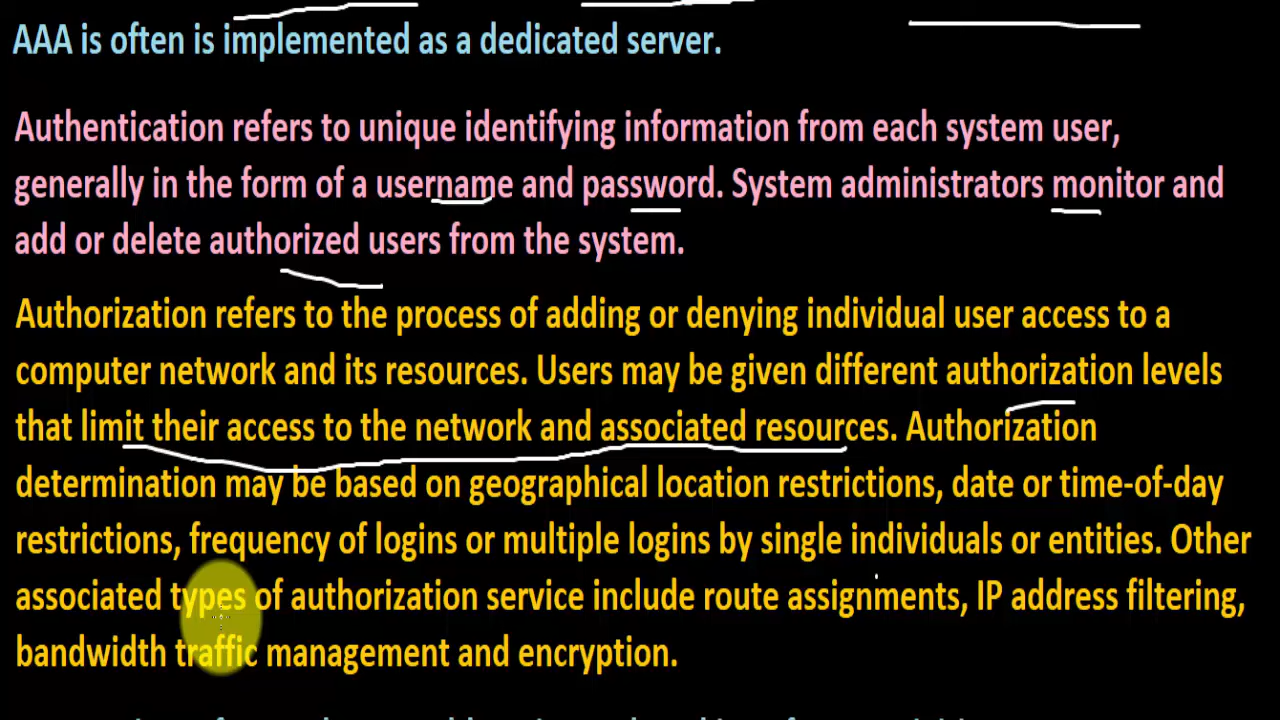 AAA is often is implemented as a dedicated server.
Authentication refers to unique identifying information from each system user,
generally in the form of a username and password. System administrators monitor and
add or delete authorized users from the system.
Authorization refers to the process of adding or denying individual user access to a
computer network and its resources. Users may be given different authorization levels
that limit their access to the network and associated resources. Authorization
determination may be based on geographical location restrictions, date or time-of-day
restrictions, frequency of logins or multiple logins by single individuals or entities. Other
associated types of authorization service include route assignments, IP address filtering,
bandwidth traffic management and encryption.